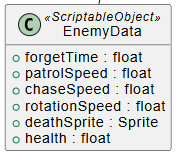 C
«ScriptableObject»
EnemyData
forgetTime : float
patrolSpeed : float
chaseSpeed : float
rotationSpeed : float
deathSprite : Sprite
health : float